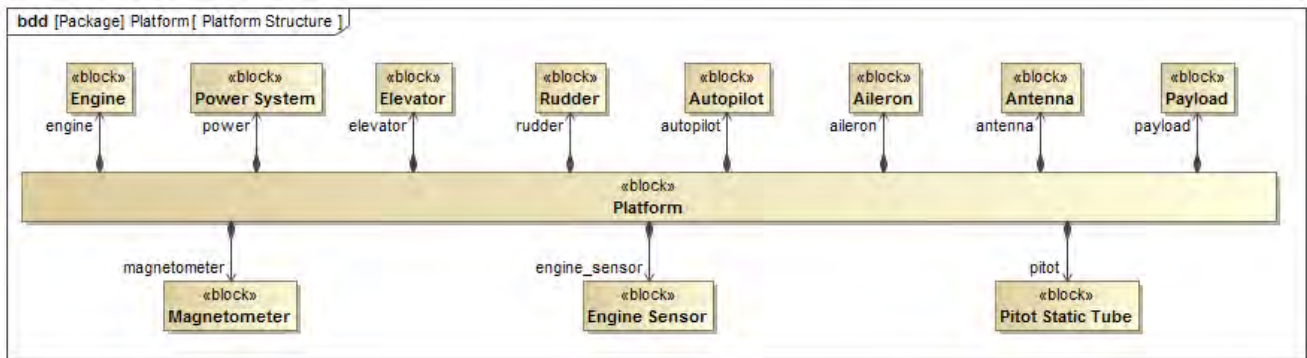 bdd [Package] Platform[ Platform Structure ]
«block» «block» «block» «block» «block» «block» «block» «block»
Engine Power System Elevator Rudder Autopilot Aileron Antenna Payload
engine power elevator rudder autopilot aileron antenna payload
«block»
Platform
magnetometer engine_sensor pitot
«block» «block» «block»
Magnetometer Engine Sensor Pitot Static Tube